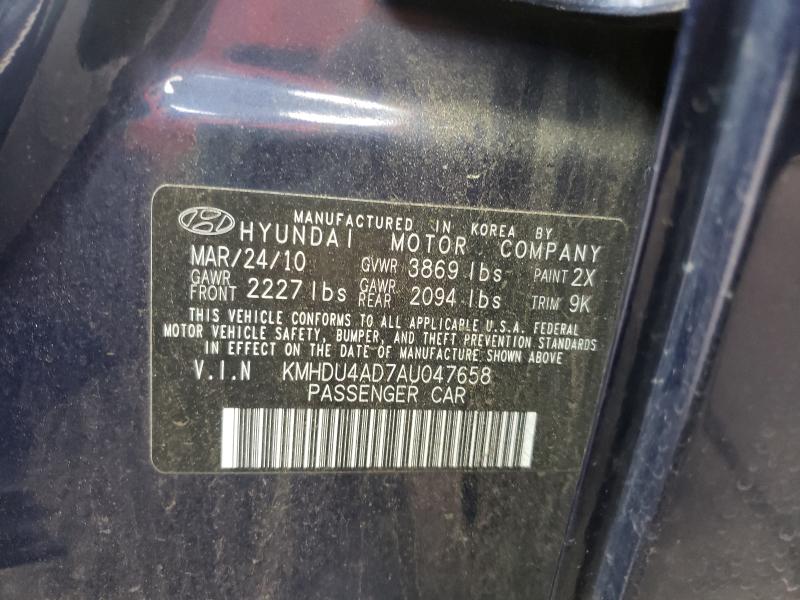 MANUFACTURED IN KOREA BY
HYUNDAI MOTOR COMPANY
MAR/24/10 GVWR 3869 lbs PAINT 2X
GAWR FRONT 2227 lbs GAWR REAR 2094 lbs TRIM 9K
THIS VEHICLE CONFORMS TO ALL APPLICABLE U.S.A. FEDERAL
MOTOR VEHICLE SAFETY, BUMPER, AND THEFT PREVENTION STANDARDS
IN EFFECT ON THE DATE OF MANUFACTURE SHOWN ABOVE
V.I.N KMHDU4AD7AU047658
PASSENGER CAR